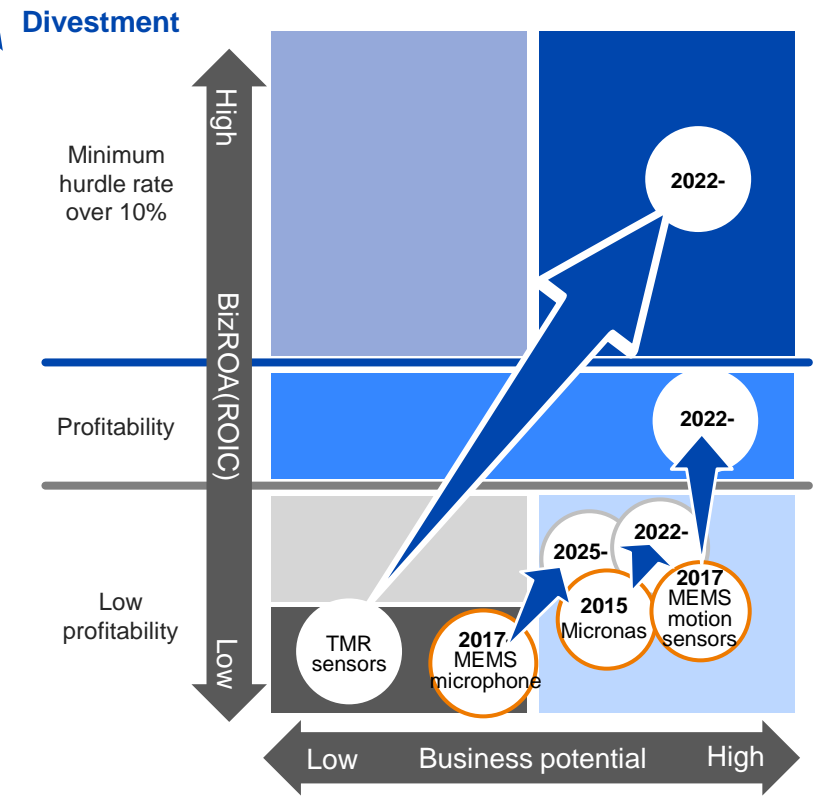 Divestment
High
Minimum
hurdle rate
over 10%
2022-
BizROA(ROIC)
Profitability
2022-
2022-
2025-
Low
profitability
Low
TMR
sensors
2017-
MEMS
microphone
2015
Micronas
2017
MEMS
motion
sensors
Low
Business potential
High